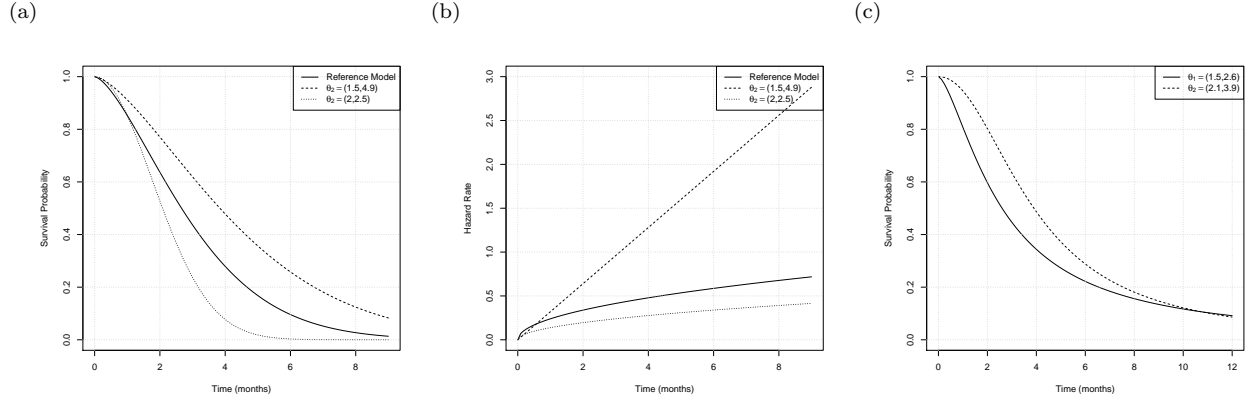 (a)
(b)
(c)
Reference Model
θ₂ = (1.5,4.9)
θ₂ = (2,2.5)
1.0
0.8
0.6
0.4
0.2
0.0
Survival Probability
0 2 4 6 8
Time (months)
Reference Model
θ₂ = (1.5,4.9)
θ₂ = (2,2.5)
3.0
2.5
2.0
1.5
1.0
0.5
0.0
Hazard Rate
0 2 4 6 8
Time (months)
θ₁ = (1.5,2.6)
θ₂ = (2.1,3.9)
1.0
0.8
0.6
0.4
0.2
0.0
Survival Probability
0 2 4 6 8 10 12
Time (months)